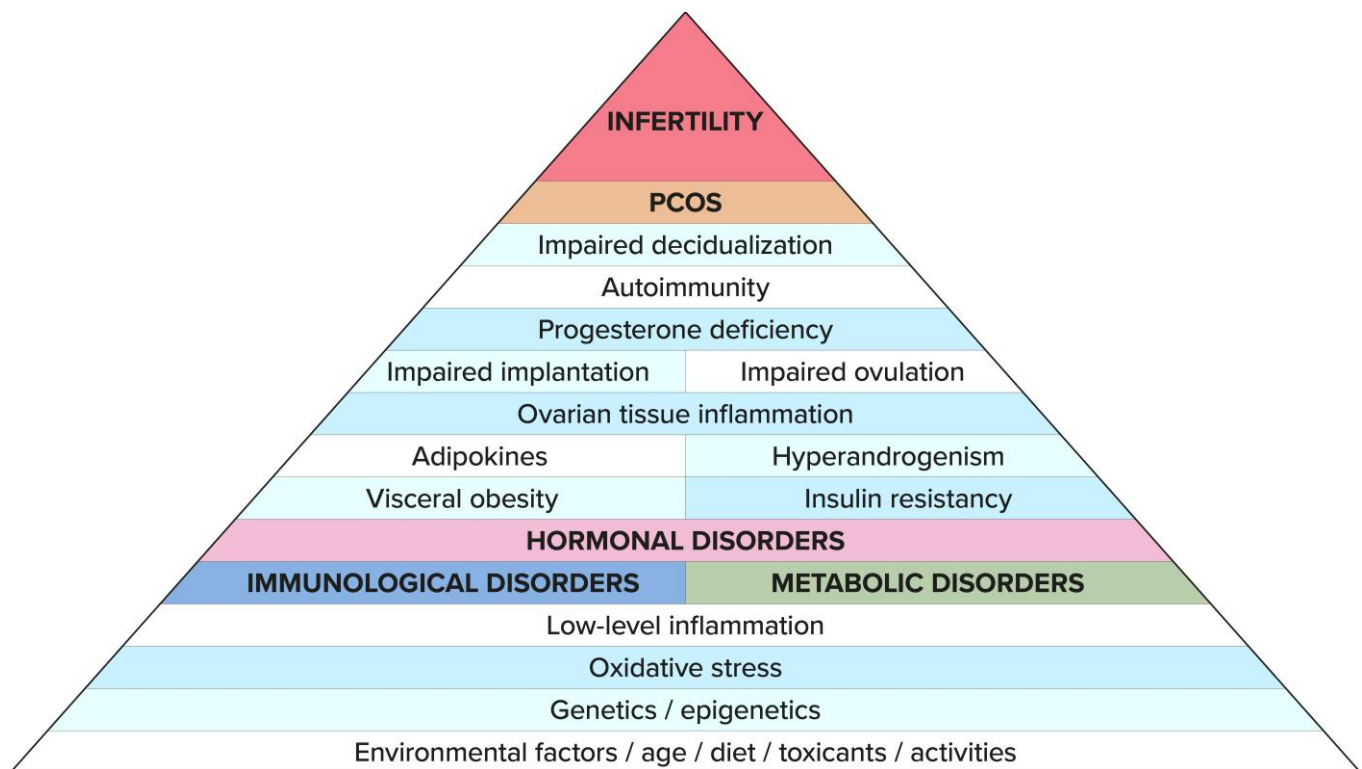 INFERTILITY
PCOS
Impaired decidualization
Autoimmunity
Progesterone deficiency
Impaired implantation
Impaired ovulation
Ovarian tissue inflammation
Adipokines
Hyperandrogenism
Visceral obesity
Insulin resistancy
HORMONAL DISORDERS
IMMUNOLOGICAL DISORDERS
METABOLIC DISORDERS
Low-level inflammation
Oxidative stress
Genetics / epigenetics
Environmental factors / age / diet / toxicants / activities